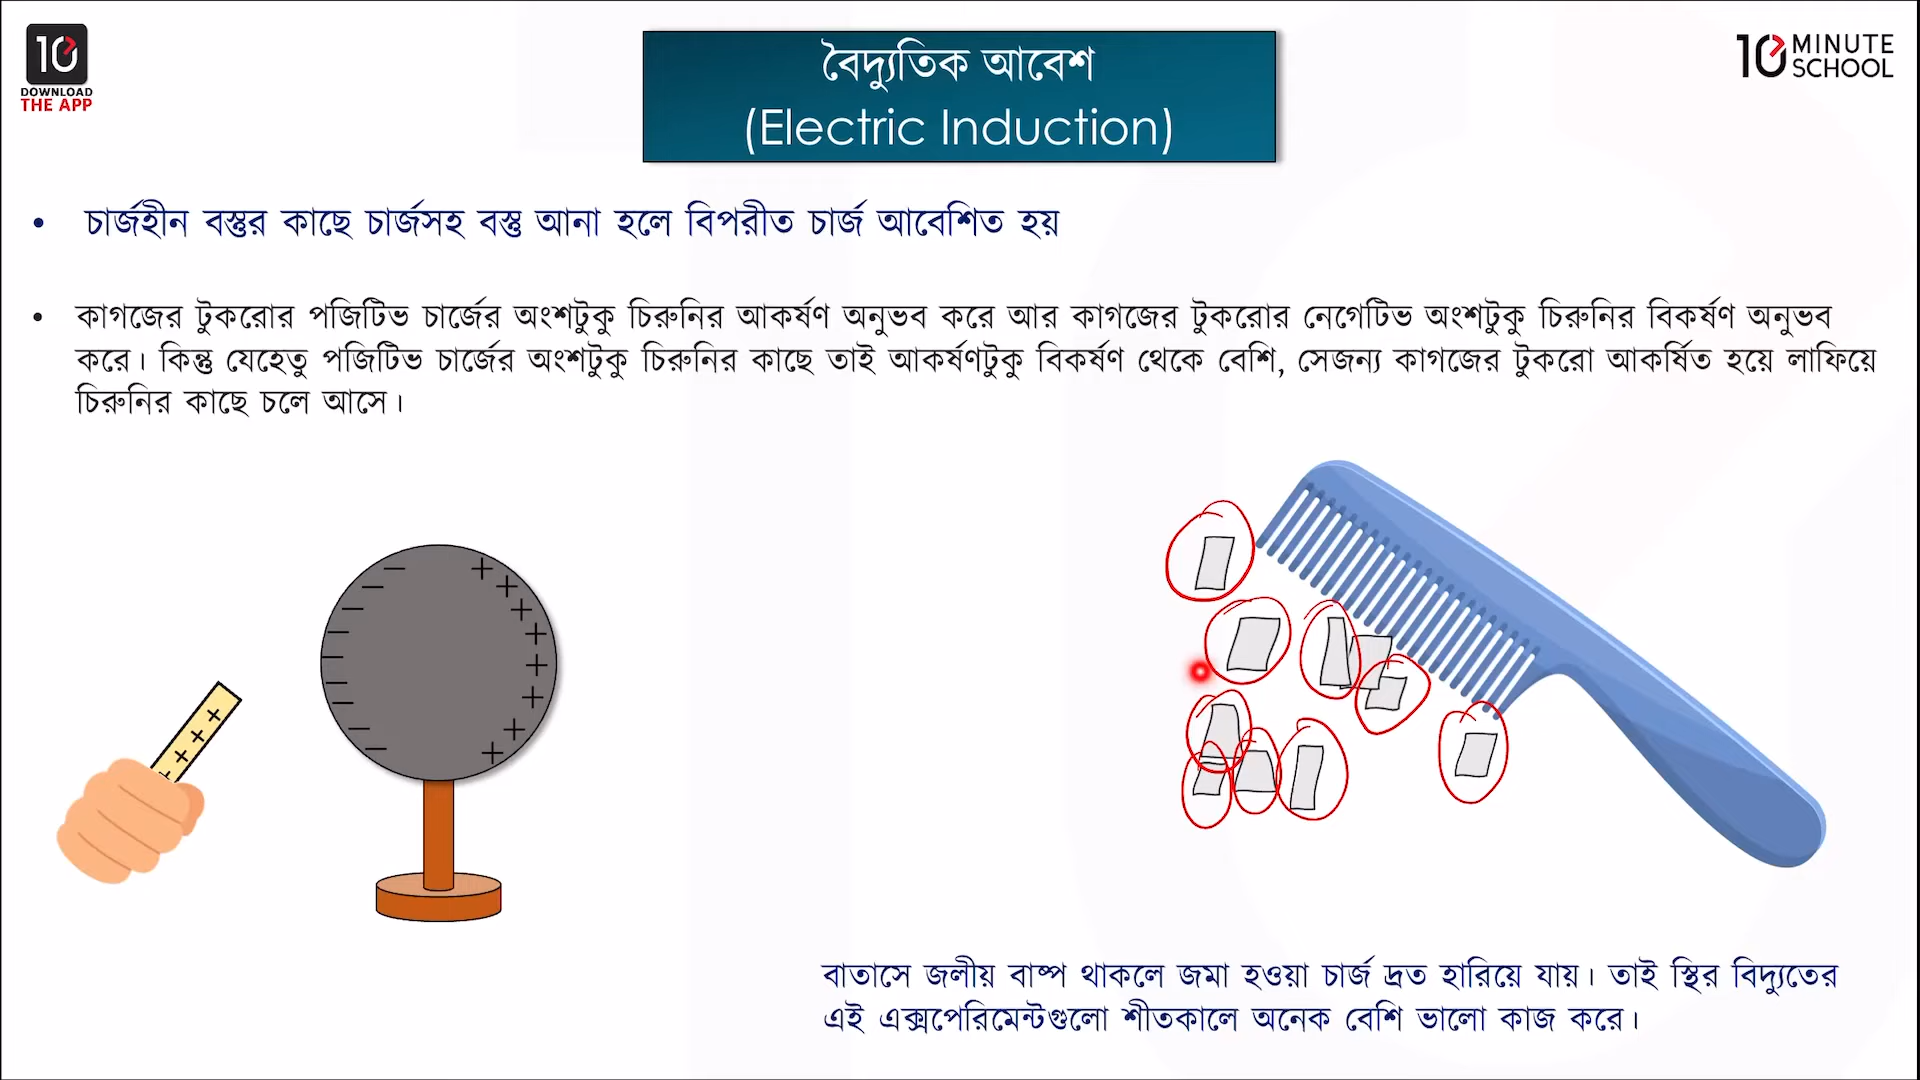 10
DOWNLOAD
THE APP
বৈদ্যুতিক আবেশ
(Electric Induction)
10 MINUTE
SCHOOL
• চার্জহীন বস্তুর কাছে চার্জসহ বস্তু আনা হলে বিপরীত চার্জ আবেশিত হয়
• কাগজের টুকরোর পজিটিভ চার্জের অংশটুকু চিরুনির আকর্ষণ অনুভব করে আর কাগজের টুকরোর নেগেটিভ অংশটুকু চিরুনির বিকর্ষণ অনুভব
করে। কিন্তু যেহেতু পজিটিভ চার্জের অংশটুকু চিরুনির কাছে তাই আকর্ষণটুকু বিকর্ষণ থেকে বেশি, সেজন্য কাগজের টুকরো আকর্ষিত হয়ে লাফিয়ে
চিরুনির কাছে চলে আসে।
বাতাসে জলীয় বাষ্প থাকলে জমা হওয়া চার্জ দ্রুত হারিয়ে যায়। তাই স্থির বিদ্যুতের
এই এক্সপেরিমেন্টগুলো শীতকালে অনেক বেশি ভালো কাজ করে।